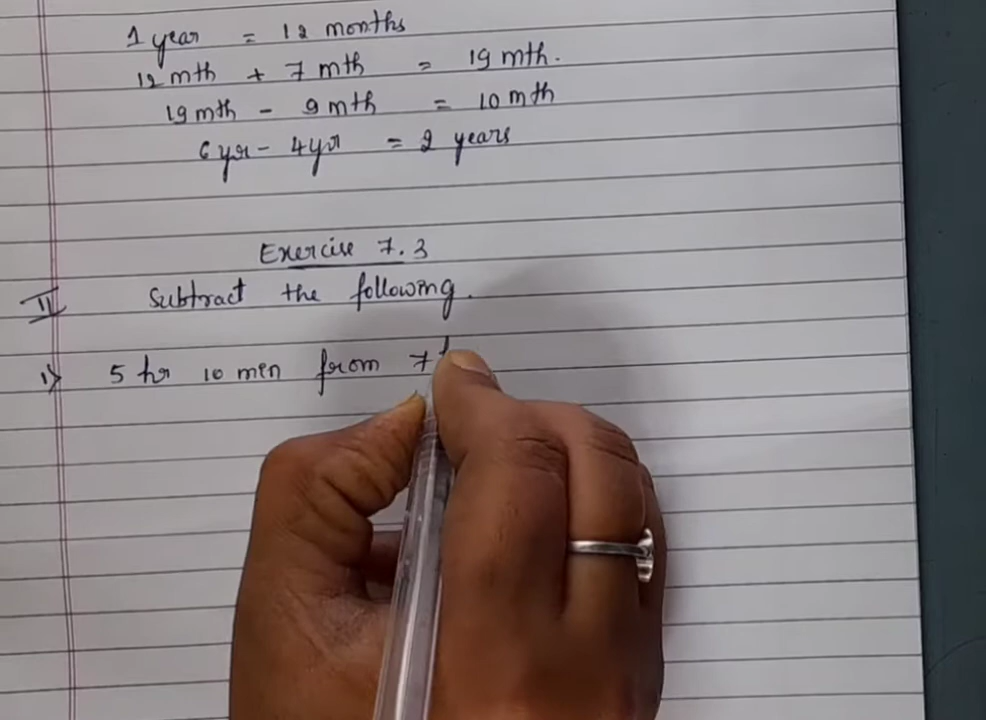 1 year = 12 months
12 mth + 7 mth = 19 mth.
19 mth - 9 mth = 10 mth
6 yr - 4 yr = 2 years
Exercise 7.3
II Subtract the following.
1) 5 hr 10 min from 7 h